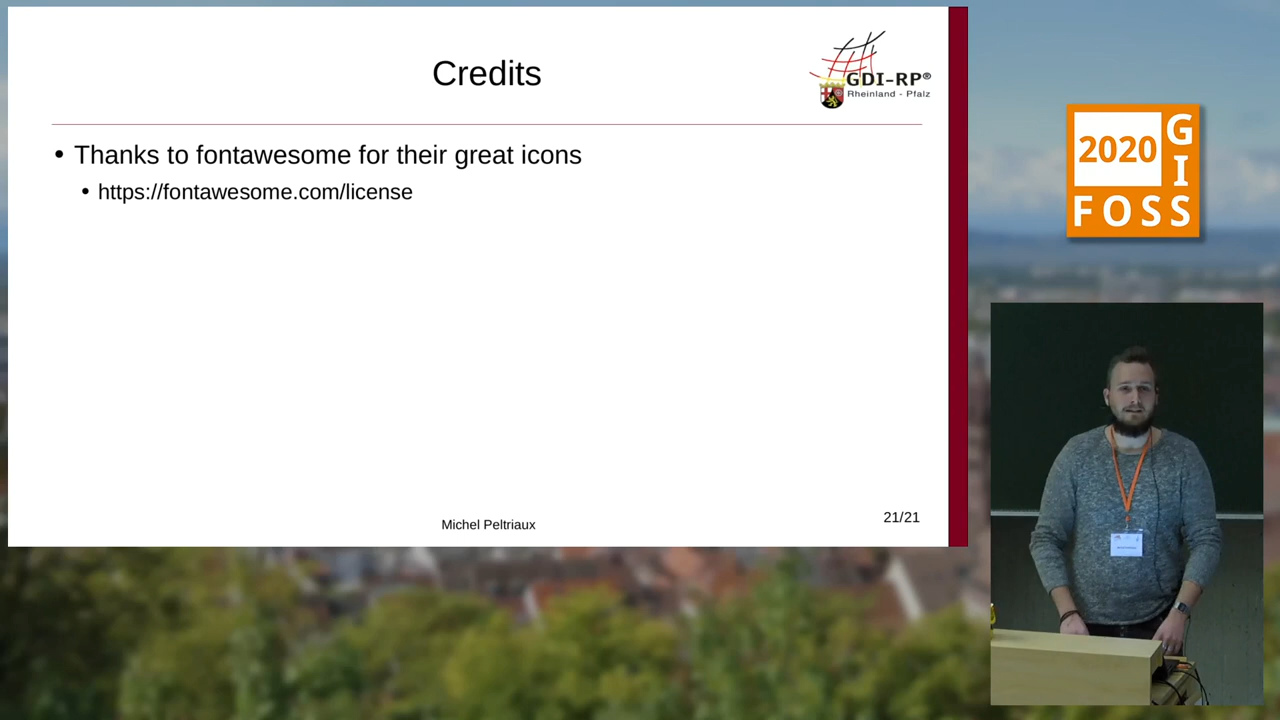 Credits
GDI-RP®
Rheinland - Pfalz
• Thanks to fontawesome for their great icons
• https://fontawesome.com/license
Michel Peltriaux
21/21
2020
G
I
FOSS